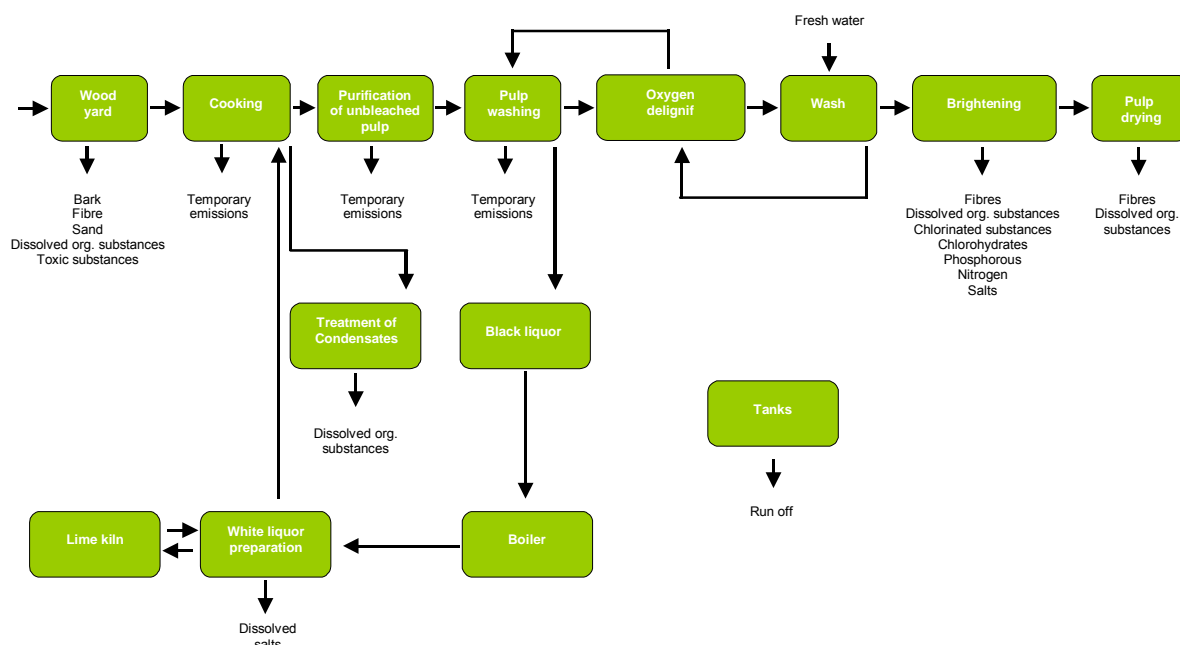 Fresh water
Wood
yard
Cooking
Purification
of unbleached
pulp
Pulp
washing
Oxygen
delignif
Wash
Brightening
Pulp
drying
Bark
Fibre
Sand
Dissolved org. substances
Toxic substances
Temporary
emissions
Temporary
emissions
Temporary
emissions
Fibres
Dissolved org. substances
Chlorinated substances
Chlorohydrates
Phosphorous
Nitrogen
Salts
Fibres
Dissolved org.
substances
Treatment of
Condensates
Black liquor
Tanks
Dissolved org.
substances
Run off
Lime kiln
White liquor
preparation
Boiler
Dissolved
salts